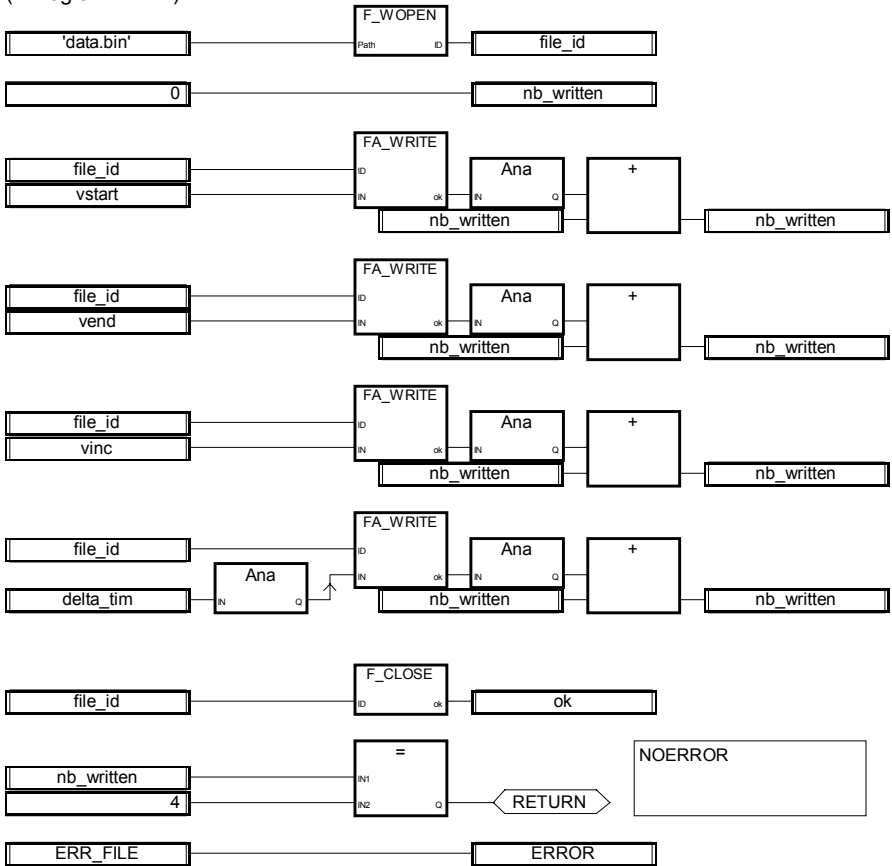 F_WOPEN
'data.bin' Path ID file_id
0 nb_written
FA_WRITE
file_id ID Ana +
vstart IN ok IN Q
nb_written nb_written
FA_WRITE
file_id ID Ana +
vend IN ok IN Q
nb_written nb_written
FA_WRITE
file_id ID Ana +
vinc IN ok IN Q
nb_written nb_written
FA_WRITE
file_id ID Ana +
Ana IN ok IN Q
delta_tim IN Q nb_written nb_written
F_CLOSE
file_id ID ok ok
= NOERROR
nb_written IN1
4 IN2 Q RETURN
ERR_FILE ERROR